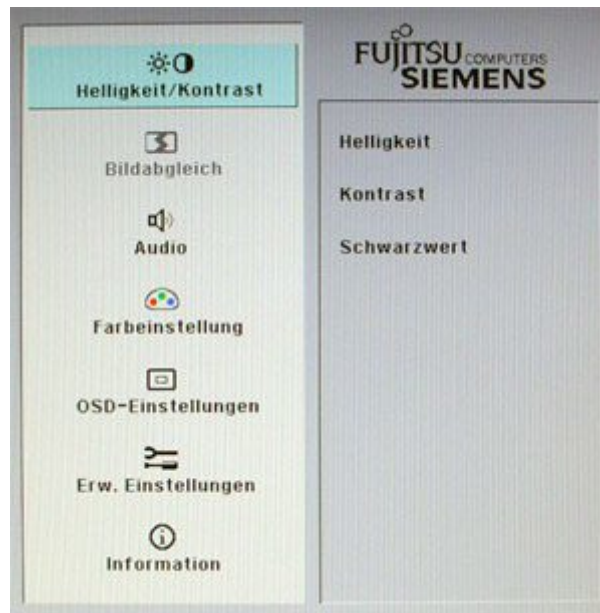 Helligkeit/Kontrast
Bildabgleich
Audio
Farbeinstellung
OSD-Einstellungen
Erw. Einstellungen
Information
FUJITSU COMPUTERS
SIEMENS
Helligkeit
Kontrast
Schwarzwert